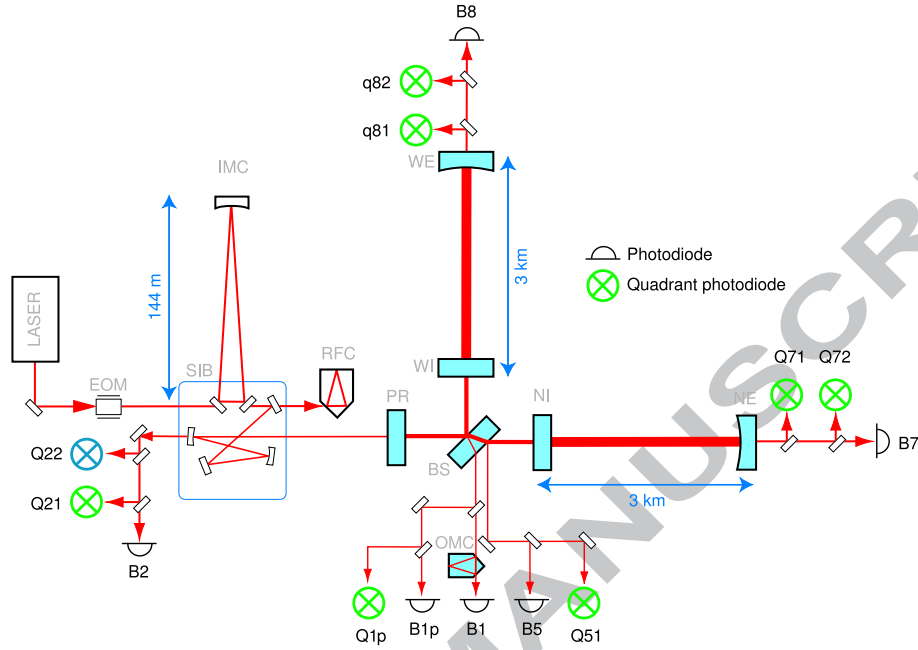 B8
q82
q81
WE
IMC
144 m
3 km
Photodiode
Quadrant photodiode
LASER
EOM
SIB
RFC
WI
PR
NI
Q71
Q72
NE
B7
BS
3 km
Q22
Q21
B2
OMC
Q1p
B1p
B1
B5
Q51
MANUSCR